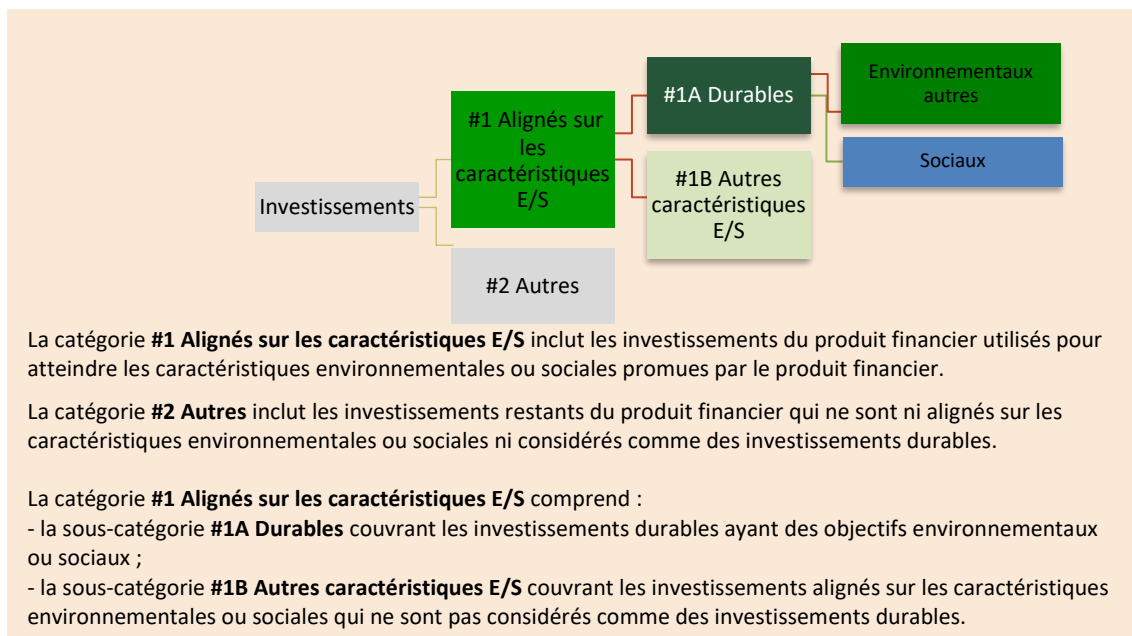 Investissements
#1 Alignés sur
les
caractéristiques
E/S
#2 Autres
#1A Durables
#1B Autres
caractéristiques
E/S
Environnementaux
autres
Sociaux
La catégorie #1 Alignés sur les caractéristiques E/S inclut les investissements du produit financier utilisés pour
atteindre les caractéristiques environnementales ou sociales promues par le produit financier.
La catégorie #2 Autres inclut les investissements restants du produit financier qui ne sont ni alignés sur les
caractéristiques environnementales ou sociales ni considérés comme des investissements durables.
La catégorie #1 Alignés sur les caractéristiques E/S comprend :
- la sous-catégorie #1A Durables couvrant les investissements durables ayant des objectifs environnementaux
ou sociaux ;
- la sous-catégorie #1B Autres caractéristiques E/S couvrant les investissements alignés sur les caractéristiques
environnementales ou sociales qui ne sont pas considérés comme des investissements durables.